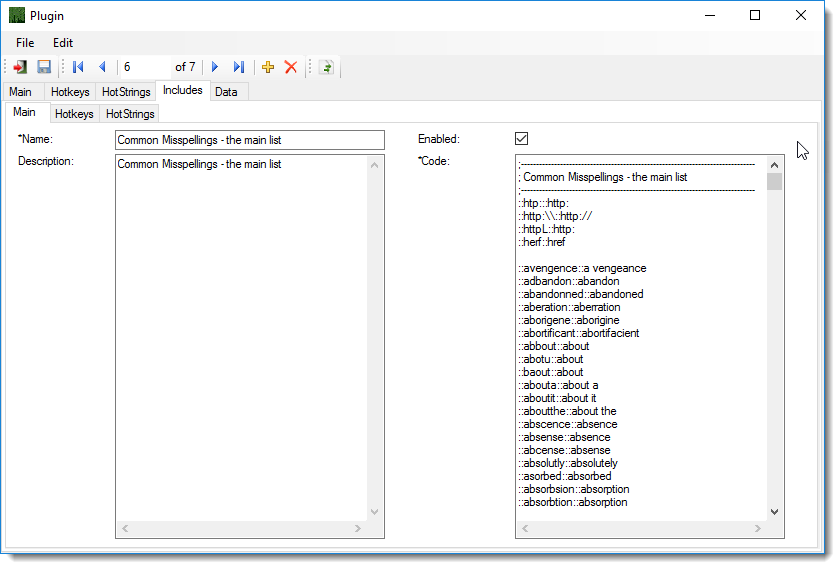 Plugin
File Edit
6 of 7
Main Hotkeys HotStrings Includes Data
Main Hotkeys HotStrings
*Name: Common Misspellings - the main list Enabled:
Description: Common Misspellings - the main list *Code:
;------------------------------------------------------------------------------
; Common Misspellings - the main list
;------------------------------------------------------------------------------
::htp:::http:
::http:\\::http://
::httpL::http:
::herf::href
::avengence::a vengeance
::adbandon::abandon
::abandonned::abandoned
::aberation::aberration
::aborigene::aborigine
::abortificant::abortifacient
::abbout::about
::abotu::about
::baout::about
::abouta::about a
::aboutit::about it
::aboutthe::about the
::abscence::absence
::absense::absence
::abcense::absense
::absolutly::absolutely
::asorbed::absorbed
::absorbsion::absorption
::absorbtion::absorption